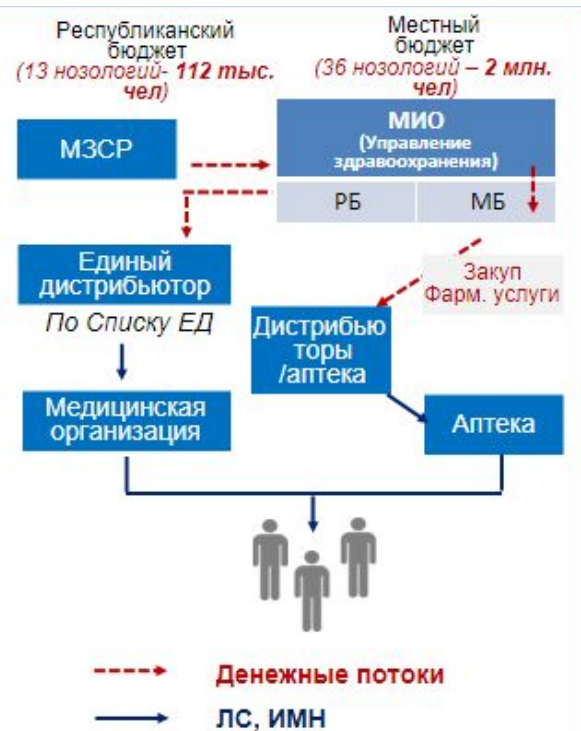 Республиканский
бюджет
(13 нозологий- 112 тыс.
чел)
Местный
бюджет
(36 нозологий – 2 млн.
чел)
МЗСР
МИО
(Управление
здравоохранения)
РБ
МБ
Единый
дистрибьютор
По Списку ЕД
Закуп
Фарм. услуги
Дистрибью
торы
/аптека
Медицинская
организация
Аптека
Денежные потоки
ЛС, ИМН